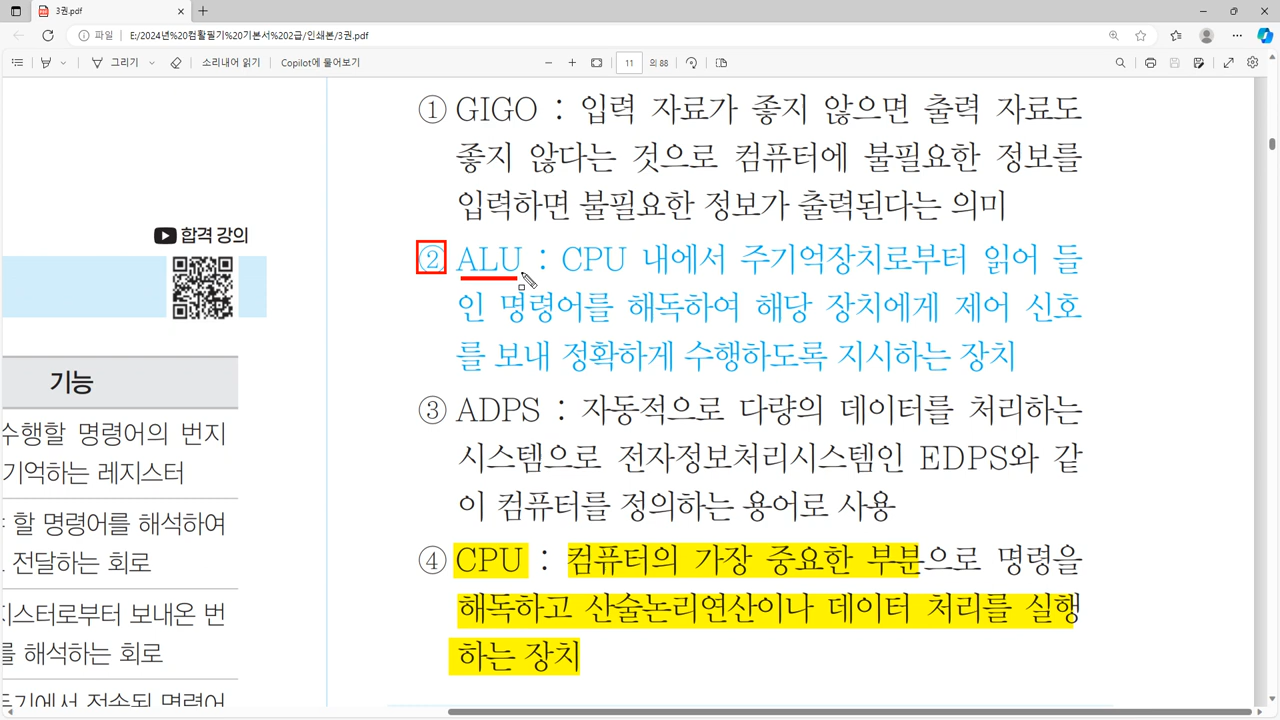 3권.pdf
파일 E:/2024년%20컴활필기%20기본서%202급/인쇄본/3권.pdf
그리기 소리내어 읽기 Copilot에 물어보기 11 의 88
합격 강의
기능
수행할 명령어의 번지
기억하는 레지스터
할 명령어를 해석하여
전달하는 회로
지스터로부터 보내온 번
를 해석하는 회로
두기에서 전송된 명령어
① GIGO : 입력 자료가 좋지 않으면 출력 자료도
좋지 않다는 것으로 컴퓨터에 불필요한 정보를
입력하면 불필요한 정보가 출력된다는 의미
② ALU : CPU 내에서 주기억장치로부터 읽어 들
인 명령어를 해독하여 해당 장치에게 제어 신호
를 보내 정확하게 수행하도록 지시하는 장치
③ ADPS : 자동적으로 다량의 데이터를 처리하는
시스템으로 전자정보처리시스템인 EDPS와 같
이 컴퓨터를 정의하는 용어로 사용
④ CPU : 컴퓨터의 가장 중요한 부분으로 명령을
해독하고 산술논리연산이나 데이터 처리를 실행
하는 장치